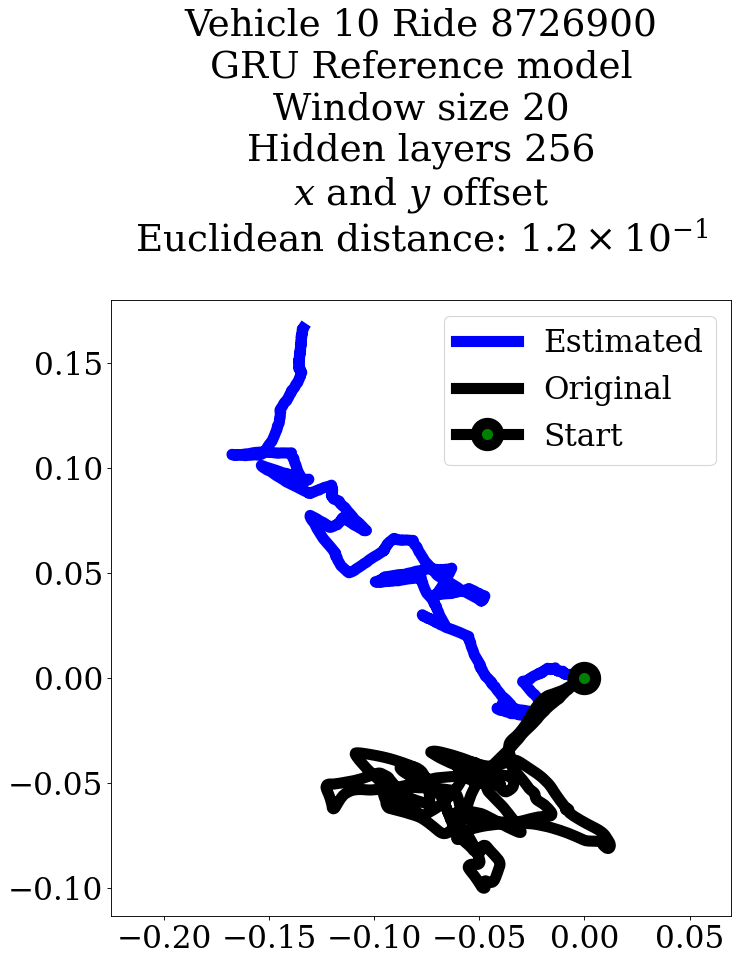 Vehicle 10 Ride 8726900
GRU Reference model
Window size 20
Hidden layers 256
x and y offset
Euclidean distance: 1.2 × 10⁻¹
Estimated
Original
Start
0.15
0.10
0.05
0.00
−0.05
−0.10
−0.20 −0.15 −0.10 −0.05 0.00 0.05